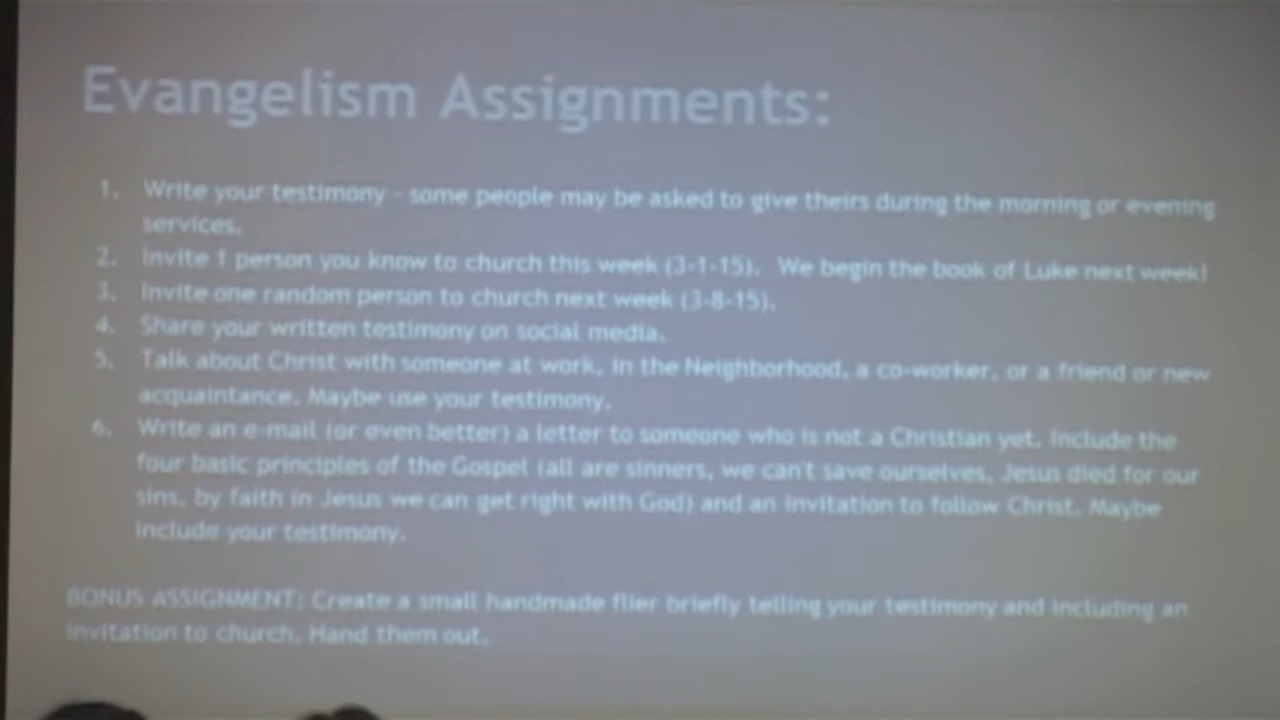 Evangelism Assignments:
1. Write your testimony - some people may be asked to give theirs during the morning or evening
services.
2. Invite 1 person you know to church this week (3-1-15). We begin the book of Luke next week!
3. Invite one random person to church next week (3-8-15).
4. Share your written testimony on social media.
5. Talk about Christ with someone at work, in the Neighborhood, a co-worker, or a friend or new
acquaintance. Maybe use your testimony.
6. Write an e-mail (or even better) a letter to someone who is not a Christian yet. Include the
four basic principles of the Gospel (all are sinners, we can't save ourselves, Jesus died for our
sins, by faith in Jesus we can get right with God) and an invitation to follow Christ. Maybe
include your testimony.
BONUS ASSIGNMENT: Create a small handmade flier briefly telling your testimony and including an
invitation to church. Hand them out.